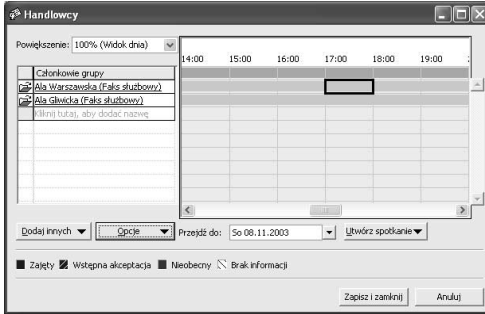 Handlowcy
Powiększenie: 100% (Widok dnia)
14:00 15:00 16:00 17:00 18:00 19:00
Członkowie grupy
Ala Warszawska (Faks służbowy)
Ala Gliwicka (Faks służbowy)
Kliknij tutaj, aby dodać nazwę
Dodaj innych Opcje Przejdź do: So 08.11.2003 Utwórz spotkanie
Zajęty Wstępna akceptacja Nieobecny Brak informacji
Zapisz i zamknij Anuluj